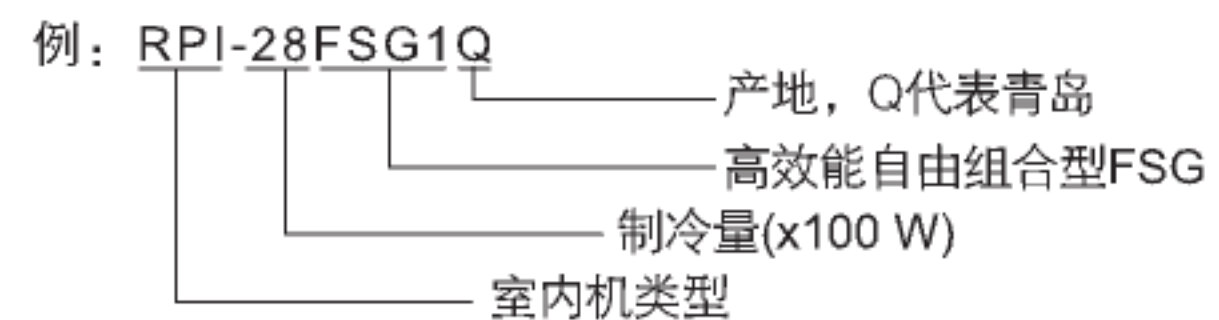 例：RPI-28FSG1Q
产地，Q代表青岛
高效能自由组合型FSG
制冷量(x100 W)
室内机类型